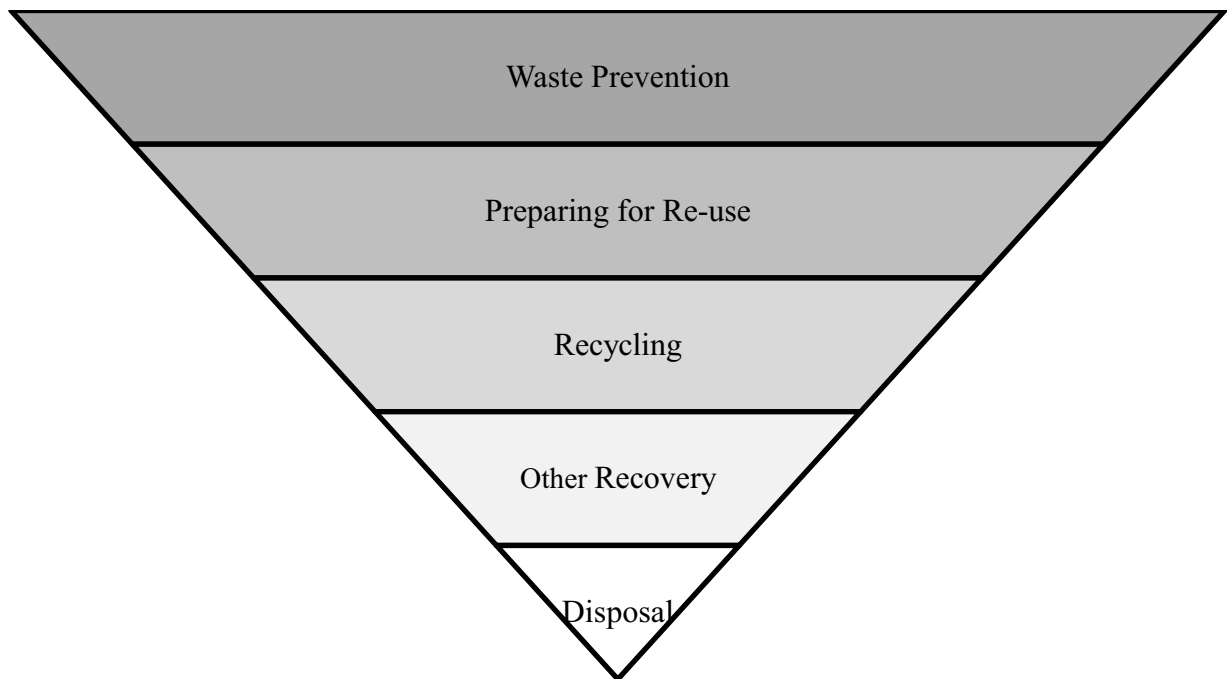 Waste Prevention
Preparing for Re-use
Recycling
Other Recovery
Disposal